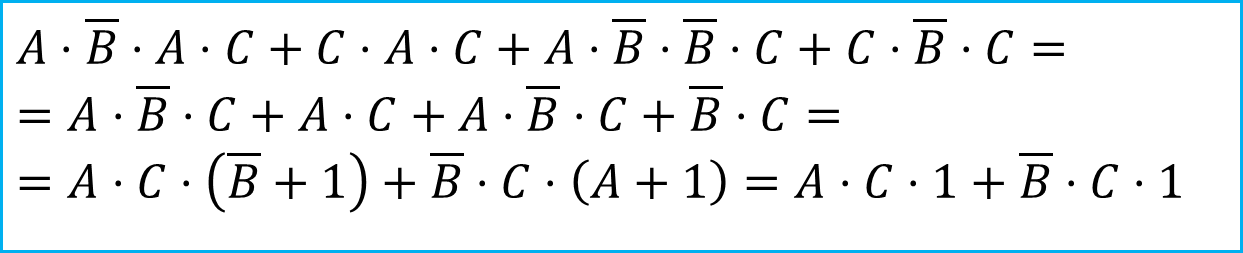 A · B̅ · A · C + C · A · C + A · B̅ · B̅ · C + C · B̅ · C =
= A · B̅ · C + A · C + A · B̅ · C + B̅ · C =
= A · C · (B̅ + 1) + B̅ · C · (A + 1) = A · C · 1 + B̅ · C · 1